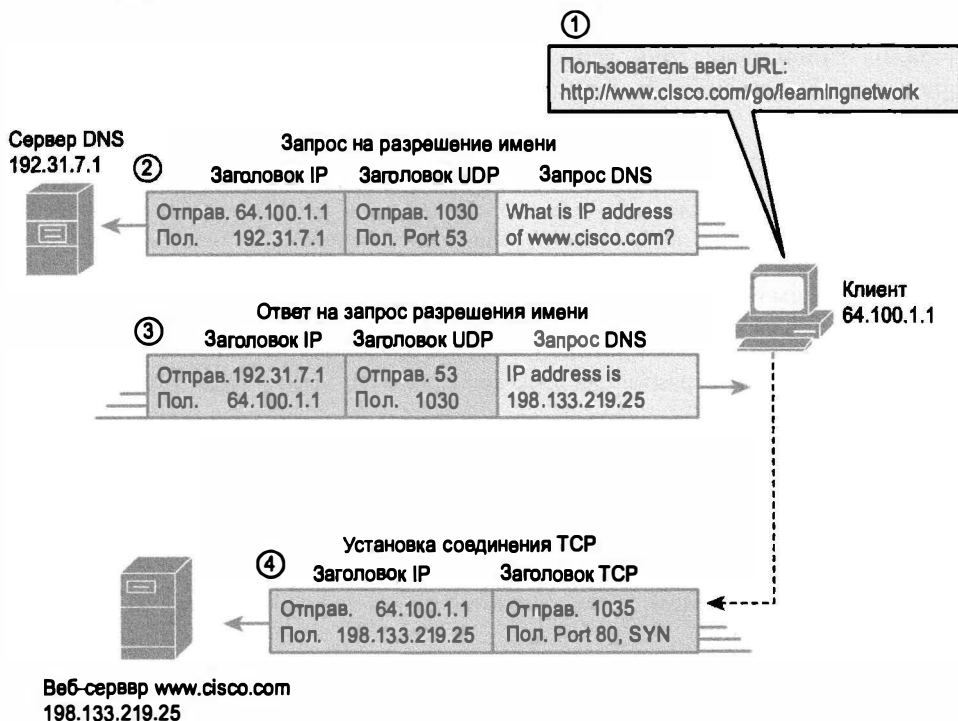 ①
Пользователь ввел URL:
http://www.cisco.com/go/learningnetwork
Сервер DNS
192.31.7.1
②
Запрос на разрешение имени
Заголовок IP Заголовок UDP Запрос DNS
Отправ. 64.100.1.1 Отправ. 1030 What is IP address
Пол. 192.31.7.1 Пол. Port 53 of www.cisco.com?
Клиент
64.100.1.1
Ответ на запрос разрешения имени
③
Заголовок IP Заголовок UDP Запрос DNS
Отправ. 192.31.7.1 Отправ. 53 IP address is
Пол. 64.100.1.1 Пол. 1030 198.133.219.25
Установка соединения TCP
④
Заголовок IP Заголовок TCP
Отправ. 64.100.1.1 Отправ. 1035
Пол. 198.133.219.25 Пол. Port 80, SYN
Веб-серввр www.cisco.com
198.133.219.25